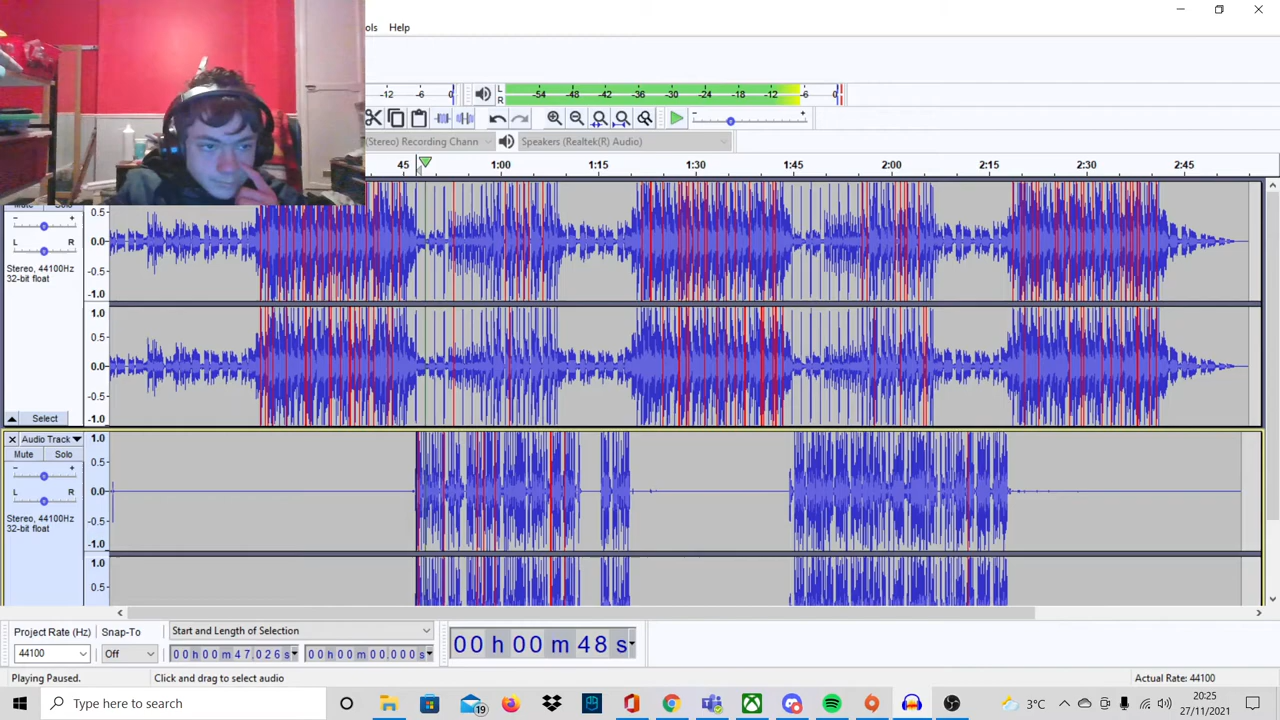 ols Help
-12 -6 0 L R -54 -48 -42 -36 -30 -24 -18 -12 -6 0
- +
(Stereo) Recording Chann Speakers (Realtek(R) Audio)
45 1:00 1:15 1:30 1:45 2:00 2:15 2:30 2:45
Mute Solo
- +
L R
Stereo, 44100Hz
32-bit float
0.5
0.0
-0.5
-1.0
1.0
0.5
0.0
-0.5
-1.0
Select
Audio Track
Mute Solo
- +
L R
Stereo, 44100Hz
32-bit float
1.0
0.5
0.0
-0.5
-1.0
1.0
0.5
Project Rate (Hz) Snap-To Start and Length of Selection
44100 Off 00 h 00 m 47.026 s 00 h 00 m 00.000 s 00 h 00 m 48 s
Playing Paused. Click and drag to select audio Actual Rate: 44100
Type here to search 19 3°C 20:25
27/11/2021